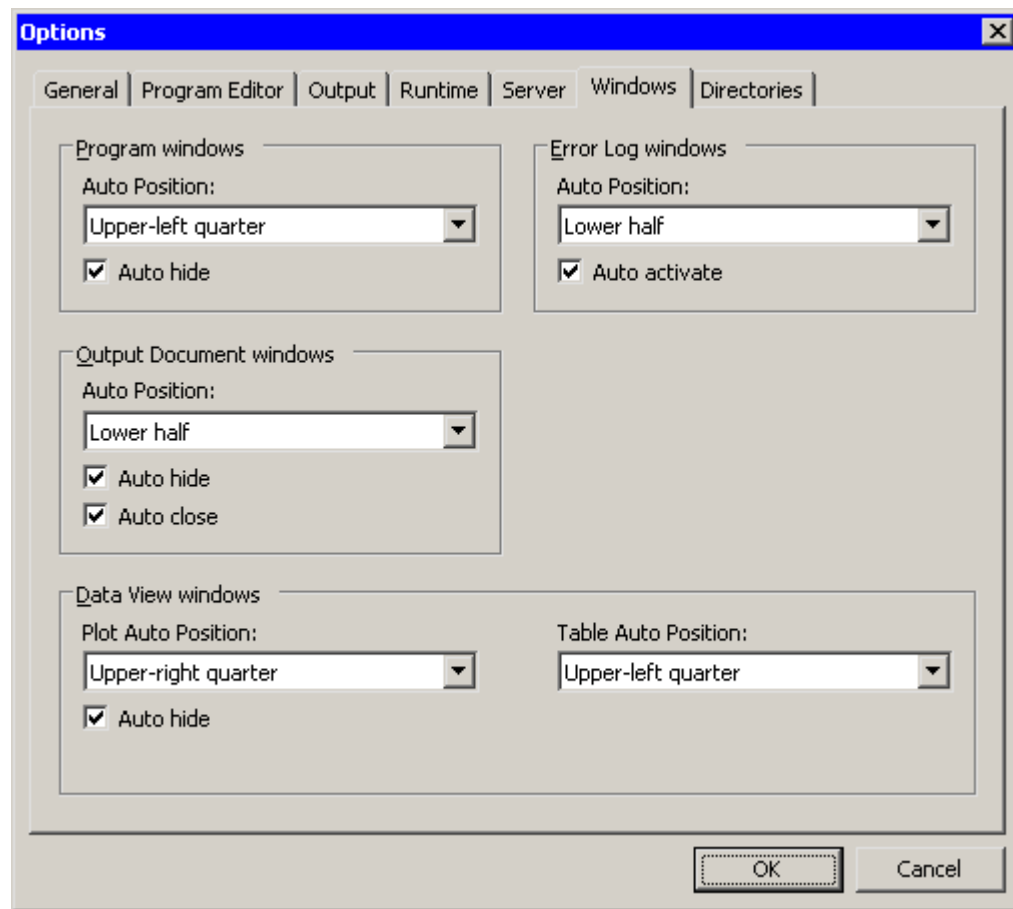 Options
General Program Editor Output Runtime Server Windows Directories
Program windows
Auto Position:
Upper-left quarter
Auto hide
Error Log windows
Auto Position:
Lower half
Auto activate
Output Document windows
Auto Position:
Lower half
Auto hide
Auto close
Data View windows
Plot Auto Position:
Upper-right quarter
Auto hide
Table Auto Position:
Upper-left quarter
OK Cancel